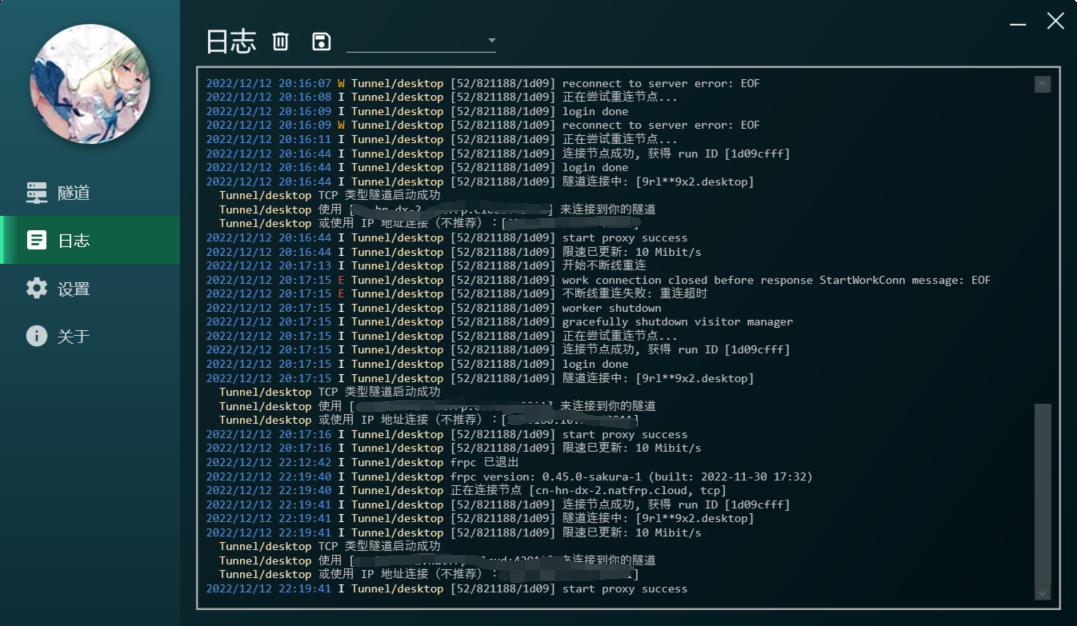 日志
隧道
日志
设置
关于
2022/12/12 20:16:07 W Tunnel/desktop [52/821188/1d09] reconnect to server error: EOF
2022/12/12 20:16:08 I Tunnel/desktop [52/821188/1d09] 正在尝试重连节点...
2022/12/12 20:16:09 I Tunnel/desktop [52/821188/1d09] login done
2022/12/12 20:16:09 W Tunnel/desktop [52/821188/1d09] reconnect to server error: EOF
2022/12/12 20:16:11 I Tunnel/desktop [52/821188/1d09] 正在尝试重连节点...
2022/12/12 20:16:44 I Tunnel/desktop [52/821188/1d09] 连接节点成功, 获得 run ID [1d09cfff]
2022/12/12 20:16:44 I Tunnel/desktop [52/821188/1d09] login done
2022/12/12 20:16:44 I Tunnel/desktop [52/821188/1d09] 隧道连接中: [9rl**9x2.desktop]
Tunnel/desktop TCP 类型隧道启动成功
Tunnel/desktop 使用 [ ] 来连接到你的隧道
Tunnel/desktop 或使用 IP 地址连接（不推荐）：[ ]
2022/12/12 20:16:44 I Tunnel/desktop [52/821188/1d09] start proxy success
2022/12/12 20:16:44 I Tunnel/desktop [52/821188/1d09] 限速已更新: 10 Mibit/s
2022/12/12 20:17:13 I Tunnel/desktop [52/821188/1d09] 开始不断线重连
2022/12/12 20:17:15 E Tunnel/desktop [52/821188/1d09] work connection closed before response StartWorkConn message: EOF
2022/12/12 20:17:15 E Tunnel/desktop [52/821188/1d09] 不断线重连失败: 重连超时
2022/12/12 20:17:15 I Tunnel/desktop [52/821188/1d09] worker shutdown
2022/12/12 20:17:15 I Tunnel/desktop [52/821188/1d09] gracefully shutdown visitor manager
2022/12/12 20:17:15 I Tunnel/desktop [52/821188/1d09] 正在尝试重连节点...
2022/12/12 20:17:15 I Tunnel/desktop [52/821188/1d09] 连接节点成功, 获得 run ID [1d09cfff]
2022/12/12 20:17:15 I Tunnel/desktop [52/821188/1d09] login done
2022/12/12 20:17:15 I Tunnel/desktop [52/821188/1d09] 隧道连接中: [9rl**9x2.desktop]
Tunnel/desktop TCP 类型隧道启动成功
Tunnel/desktop 使用 [ ] 来连接到你的隧道
Tunnel/desktop 或使用 IP 地址连接（不推荐）：[ ]
2022/12/12 20:17:16 I Tunnel/desktop [52/821188/1d09] start proxy success
2022/12/12 20:17:16 I Tunnel/desktop [52/821188/1d09] 限速已更新: 10 Mibit/s
2022/12/12 22:12:42 I Tunnel/desktop frpc 已退出
2022/12/12 22:19:40 I Tunnel/desktop frpc version: 0.45.0-sakura-1 (built: 2022-11-30 17:32)
2022/12/12 22:19:40 I Tunnel/desktop 正在连接节点 [cn-hn-dx-2.natfrp.cloud, tcp]
2022/12/12 22:19:41 I Tunnel/desktop [52/821188/1d09] 连接节点成功, 获得 run ID [1d09cfff]
2022/12/12 22:19:41 I Tunnel/desktop [52/821188/1d09] 隧道连接中: [9rl**9x2.desktop]
2022/12/12 22:19:41 I Tunnel/desktop [52/821188/1d09] 限速已更新: 10 Mibit/s
Tunnel/desktop TCP 类型隧道启动成功
Tunnel/desktop 使用 [ ] 来连接到你的隧道
Tunnel/desktop 或使用 IP 地址连接（不推荐）： ]
2022/12/12 22:19:41 I Tunnel/desktop [52/821188/1d09] start proxy success